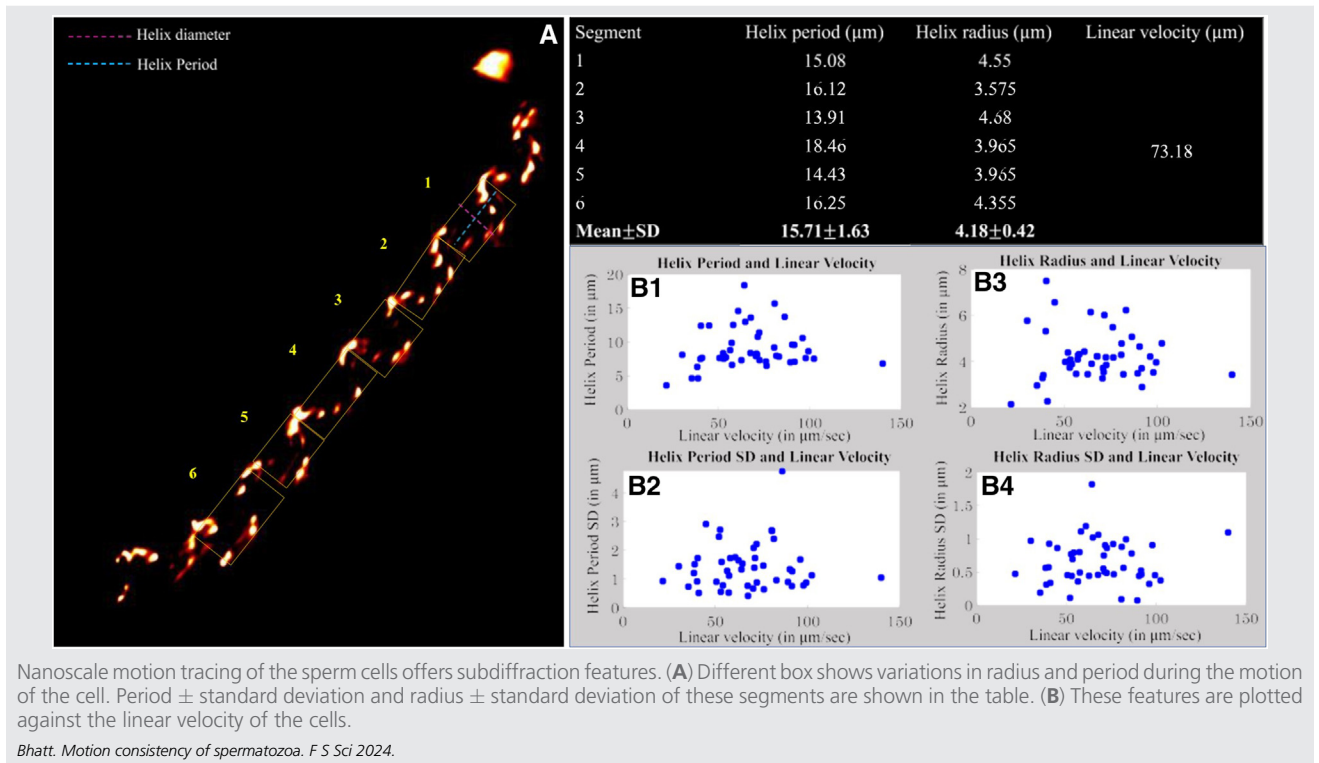 Helix diameter
Helix Period
A
1
2
3
4
5
6
Segment Helix period (μm) Helix radius (μm) Linear velocity (μm)
1 15.08 4.55
2 16.12 3.575
3 13.91 4.68
4 18.46 3.965 73.18
5 14.43 3.965
6 16.25 4.355
Mean±SD 15.71±1.63 4.18±0.42
Helix Period and Linear Velocity
B1
Helix Period (in μm)
20
15
10
5
0
0 50 100 150
Linear velocity (in μm/sec)
Helix Radius and Linear Velocity
B3
Helix Radius (in μm)
8
6
4
2
0 50 100 150
Linear velocity (in μm/sec)
Helix Period SD and Linear Velocity
B2
Helix Period SD (in μm)
4
3
2
1
0
0 50 100 150
Linear velocity (in μm/sec)
Helix Radius SD and Linear Velocity
B4
Helix Radius SD (in μm)
2
1.5
1
0.5
0
0 50 100 150
Linear velocity (in μm/sec)
Nanoscale motion tracing of the sperm cells offers subdiffraction features. (A) Different box shows variations in radius and period during the motion
of the cell. Period ± standard deviation and radius ± standard deviation of these segments are shown in the table. (B) These features are plotted
against the linear velocity of the cells.
Bhatt. Motion consistency of spermatozoa. F S Sci 2024.